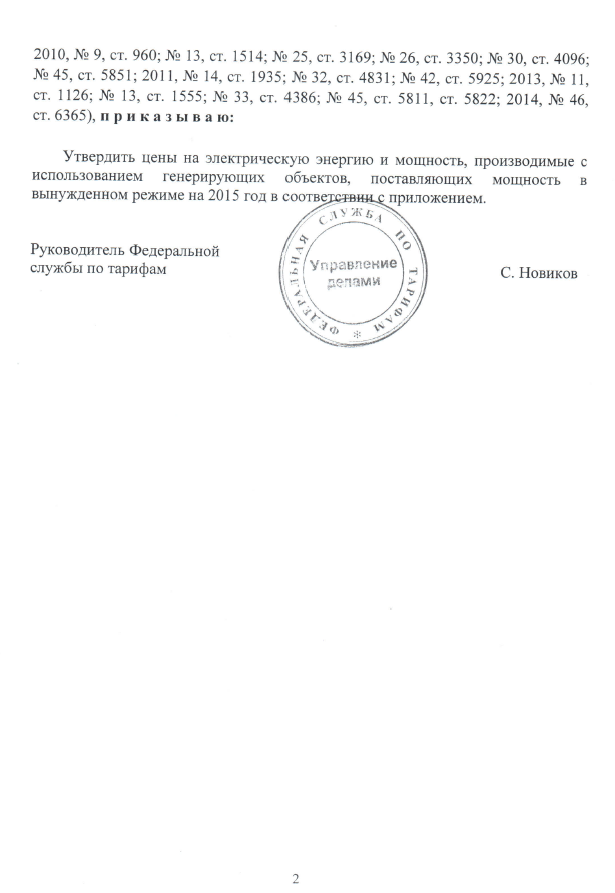 2010, № 9, ст. 960; № 13, ст. 1514; № 25, ст. 3169; № 26, ст. 3350; № 30, ст. 4096;
№ 45, ст. 5851; 2011, № 14, ст. 1935; № 32, ст. 4831; № 42, ст. 5925; 2013, № 11,
ст. 1126; № 13, ст. 1555; № 33, ст. 4386; № 45, ст. 5811, ст. 5822; 2014, № 46,
ст. 6365), п р и к а з ы в а ю:
Утвердить цены на электрическую энергию и мощность, производимые с
использованием генерирующих объектов, поставляющих мощность в
вынужденном режиме на 2015 год в соответствии с приложением.
Руководитель Федеральной
службы по тарифам
С. Новиков
ФЕДЕРАЛЬНАЯ СЛУЖБА ПО ТАРИФАМ *
Управление
делами
2